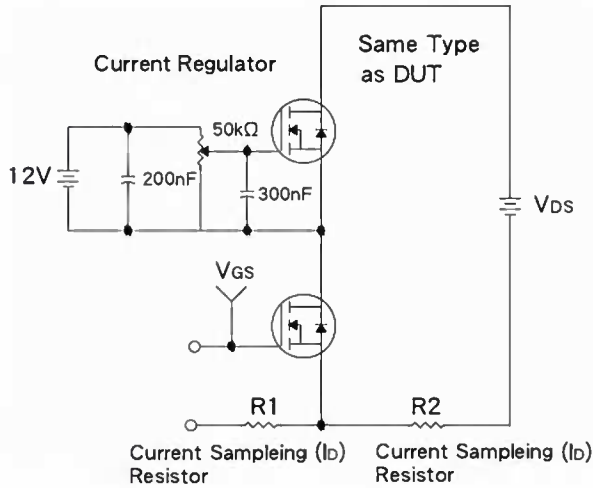 Same Type
as DUT
Current Regulator
50kΩ
12V
200nF
300nF
VDS
VGS
R1
R2
Current Sampleing (ID)
Resistor
Current Sampleing (ID)
Resistor